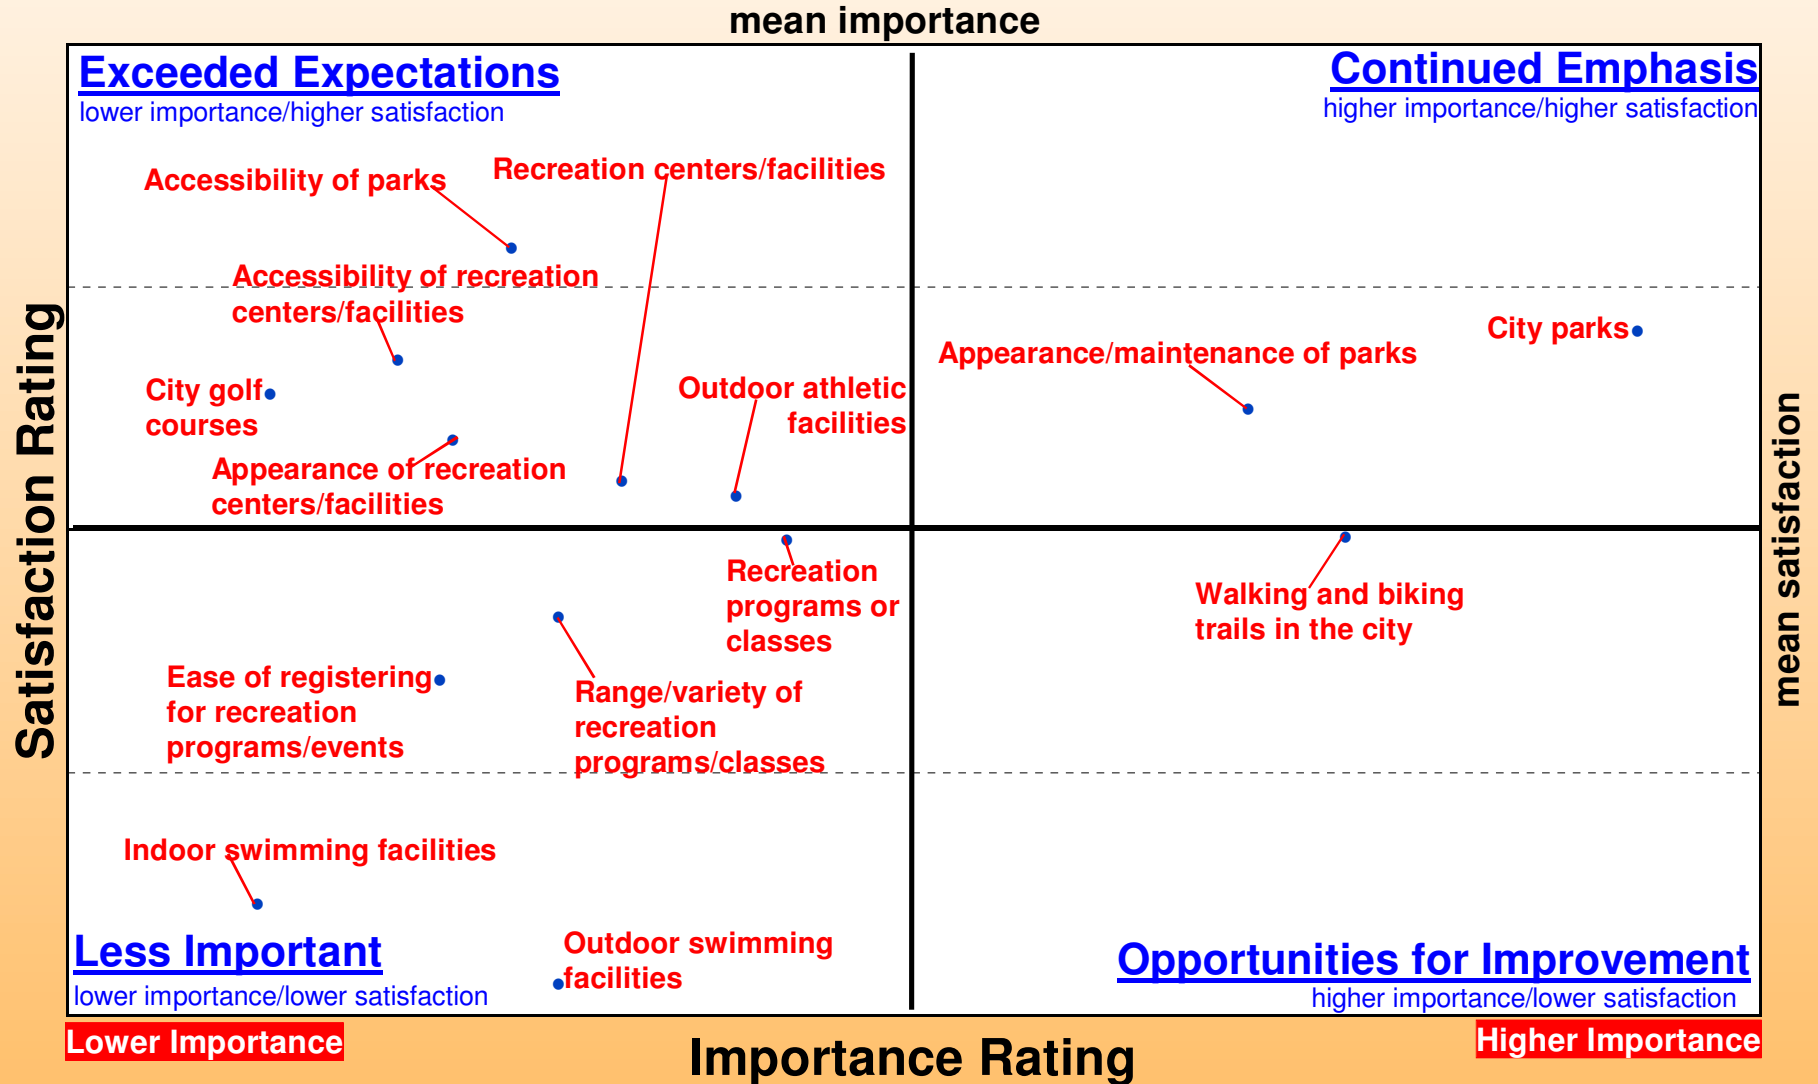 mean importance
Exceeded Expectations
lower importance/higher satisfaction
Continued Emphasis
higher importance/higher satisfaction
Accessibility of parks
Recreation centers/facilities
Accessibility of recreation
centers/facilities
City parks
Appearance/maintenance of parks
City golf
courses
Outdoor athletic
facilities
Appearance of recreation
centers/facilities
Satisfaction Rating
mean satisfaction
Recreation
programs or
classes
Walking and biking
trails in the city
Ease of registering
for recreation
programs/events
Range/variety of
recreation
programs/classes
Indoor swimming facilities
Outdoor swimming
facilities
Less Important
lower importance/lower satisfaction
Opportunities for Improvement
higher importance/lower satisfaction
Lower Importance
Importance Rating
Higher Importance